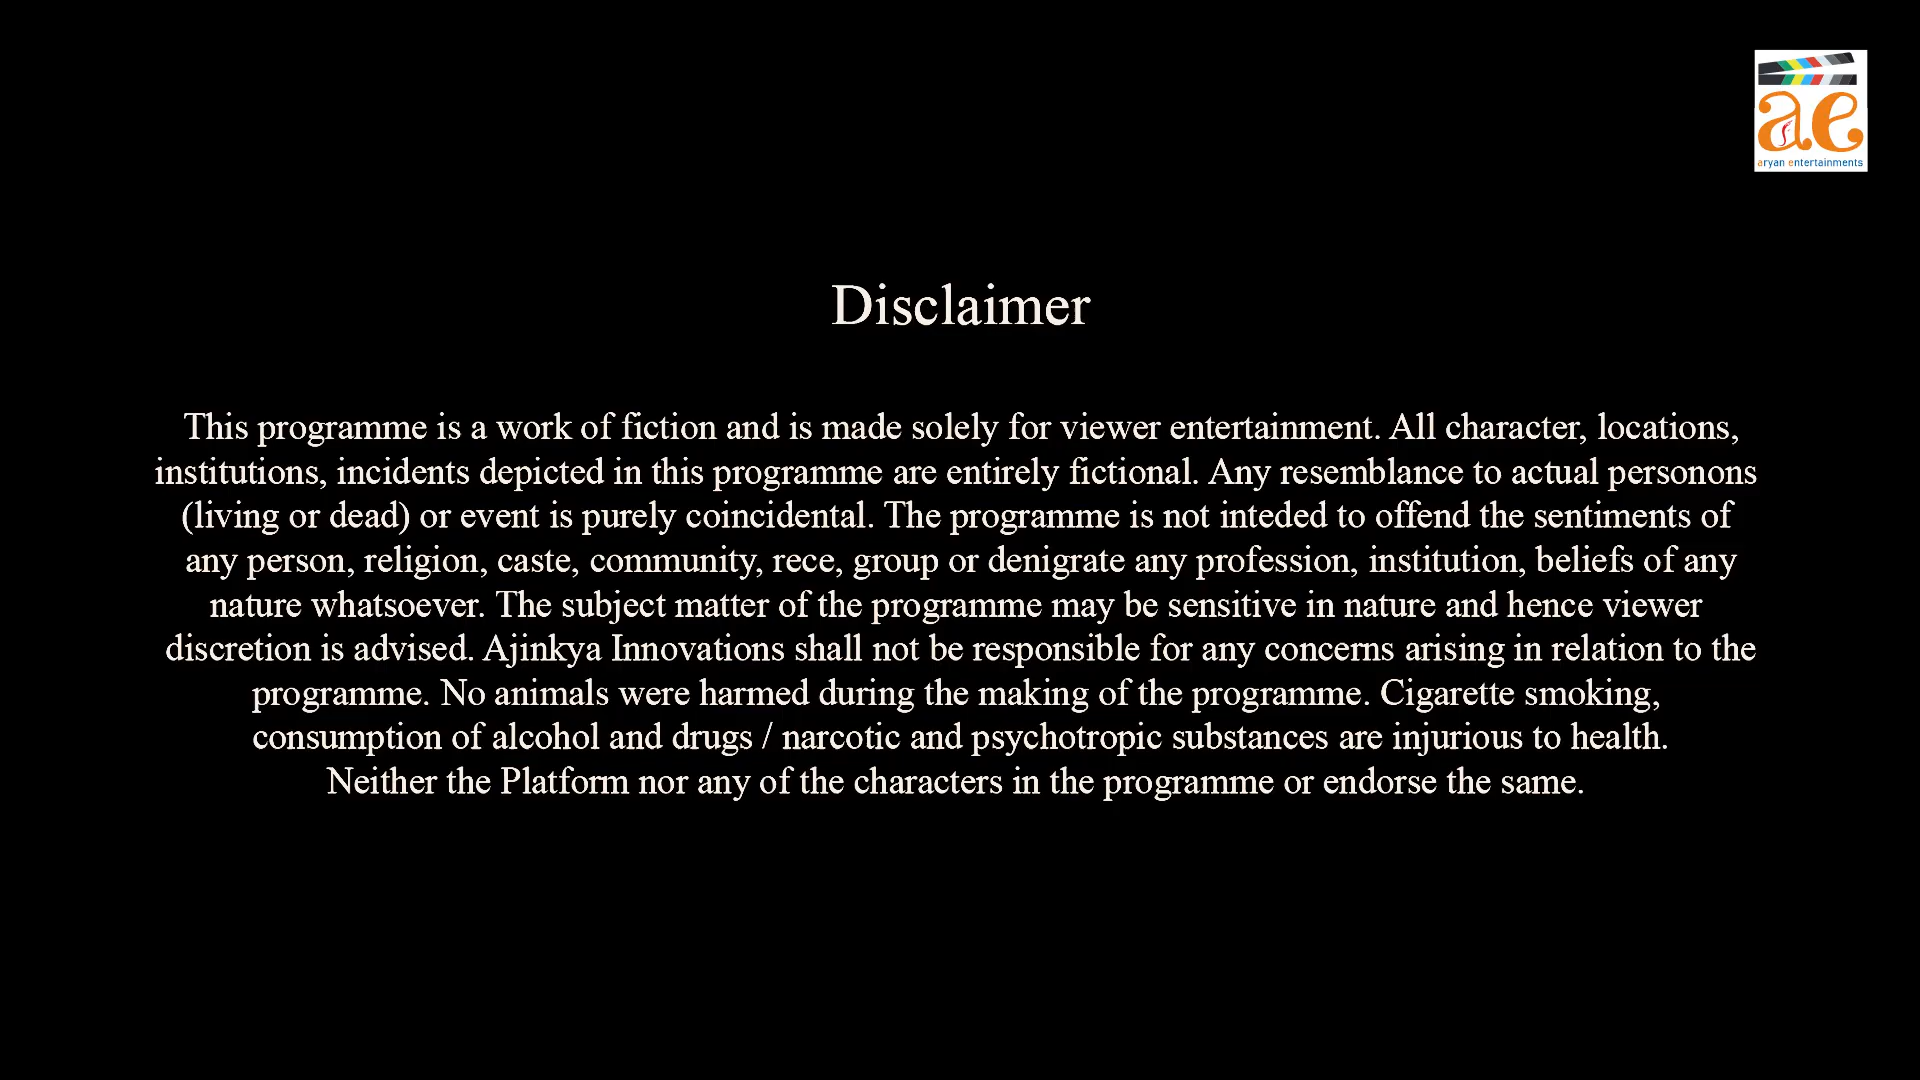 ae
aryan entertainments
Disclaimer
This programme is a work of fiction and is made solely for viewer entertainment. All character, locations,
institutions, incidents depicted in this programme are entirely fictional. Any resemblance to actual personons
(living or dead) or event is purely coincidental. The programme is not inteded to offend the sentiments of
any person, religion, caste, community, rece, group or denigrate any profession, institution, beliefs of any
nature whatsoever. The subject matter of the programme may be sensitive in nature and hence viewer
discretion is advised. Ajinkya Innovations shall not be responsible for any concerns arising in relation to the
programme. No animals were harmed during the making of the programme. Cigarette smoking,
consumption of alcohol and drugs / narcotic and psychotropic substances are injurious to health.
Neither the Platform nor any of the characters in the programme or endorse the same.